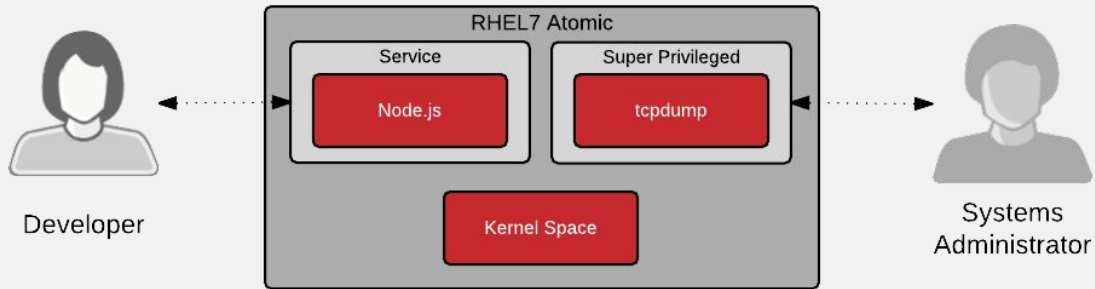 RHEL7 Atomic
Service
Super Privileged
Node.js
tcpdump
Kernel Space
Developer
Systems
Administrator